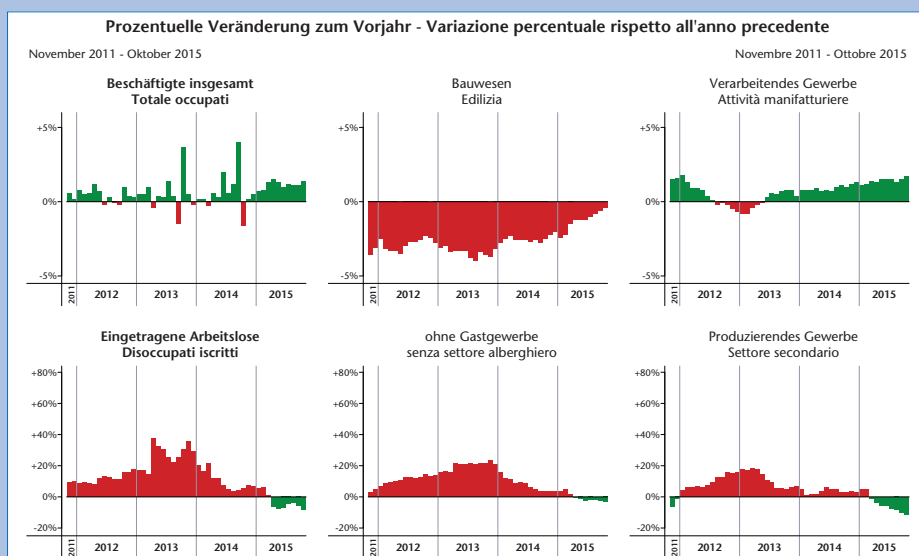 Prozentuelle Veränderung zum Vorjahr - Variazione percentuale rispetto all'anno precedente
November 2011 - Oktober 2015
Novembre 2011 - Ottobre 2015
Beschäftigte insgesamt
Totale occupati
+5%
0%
-5%
2011 2012 2013 2014 2015
Bauwesen
Edilizia
+5%
0%
-5%
2011 2012 2013 2014 2015
Verarbeitendes Gewerbe
Attività manifatturiere
+5%
0%
-5%
2011 2012 2013 2014 2015
Eingetragene Arbeitslose
Disoccupati iscritti
+80%
+60%
+40%
+20%
0%
-20%
2011 2012 2013 2014 2015
ohne Gastgewerbe
senza settore alberghiero
+80%
+60%
+40%
+20%
0%
-20%
2011 2012 2013 2014 2015
Produzierendes Gewerbe
Settore secondario
+80%
+60%
+40%
+20%
0%
-20%
2011 2012 2013 2014 2015